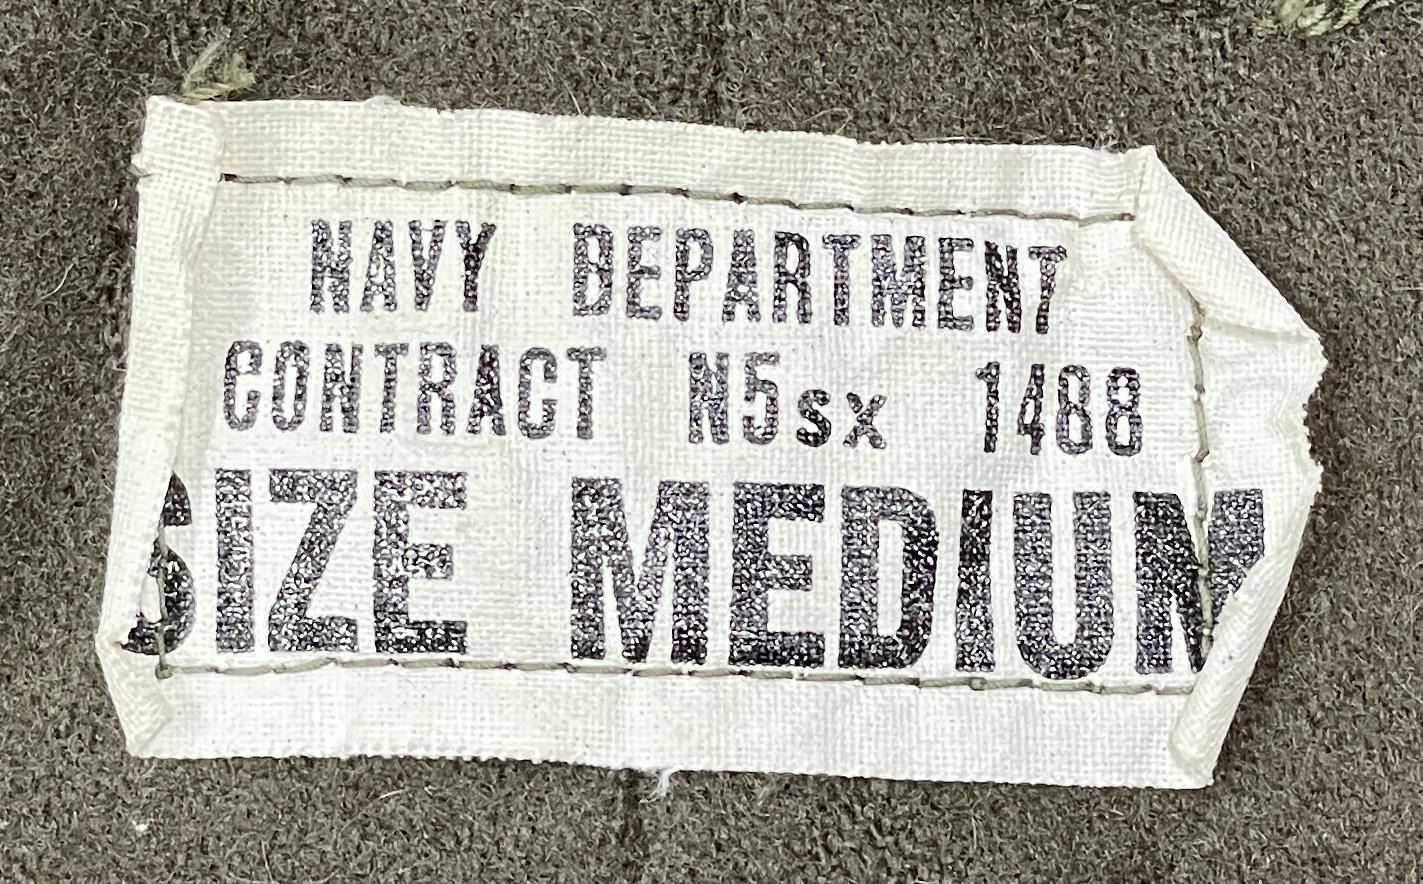 NAVY DEPARTMENT
CONTRACT N5sx 1488
SIZE MEDIUM